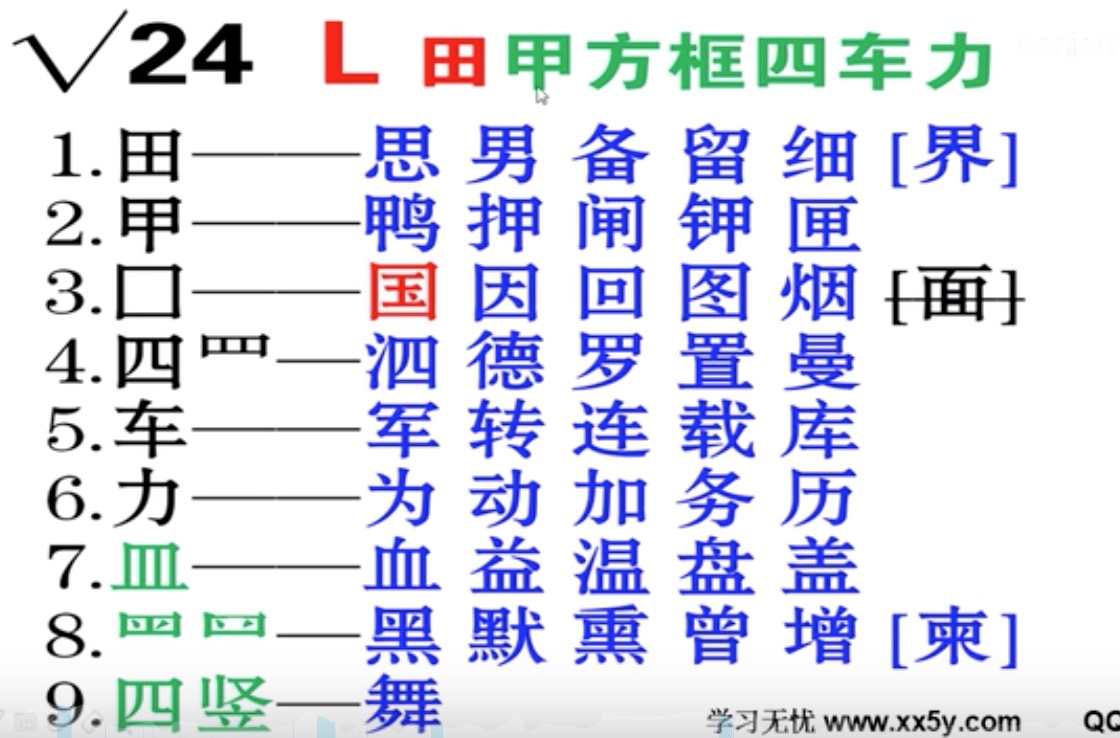 √24 L 田甲方框四车力
1.田———思 男 备 留 细 [界]
2.甲———鸭 押 闸 钾 匣
3.囗———国 因 回 图 烟 [面]
4.四 罒—泗 德 罗 置 曼
5.车———军 转 连 载 库
6.力———为 动 加 务 历
7.皿———血 益 温 盘 盖
8. —黑 默 熏 曾 增 [柬]
9.四 竖—舞
学习无忧 www.xx5y.com QQ